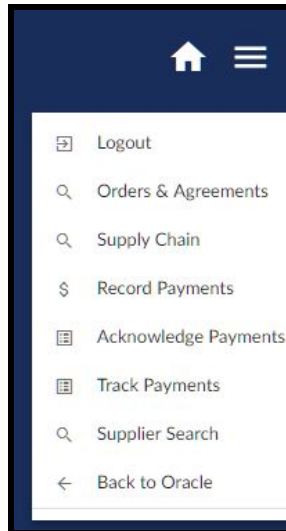 Logout
Orders & Agreements
Supply Chain
$ Record Payments
Acknowledge Payments
Track Payments
Supplier Search
Back to Oracle